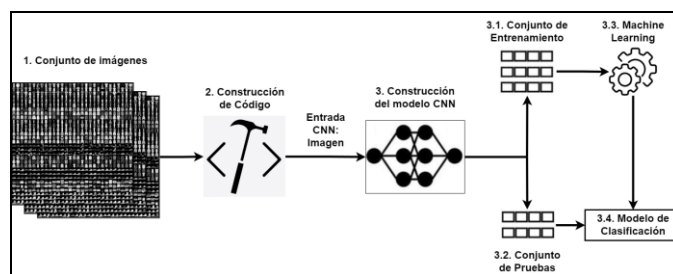 1. Conjunto de imágenes
2. Construcción
de Código
Entrada
CNN:
Imagen
3. Construcción
del modelo CNN
3.1. Conjunto de
Entrenamiento
3.3. Machine
Learning
3.2. Conjunto
de Pruebas
3.4. Modelo de
Clasificación